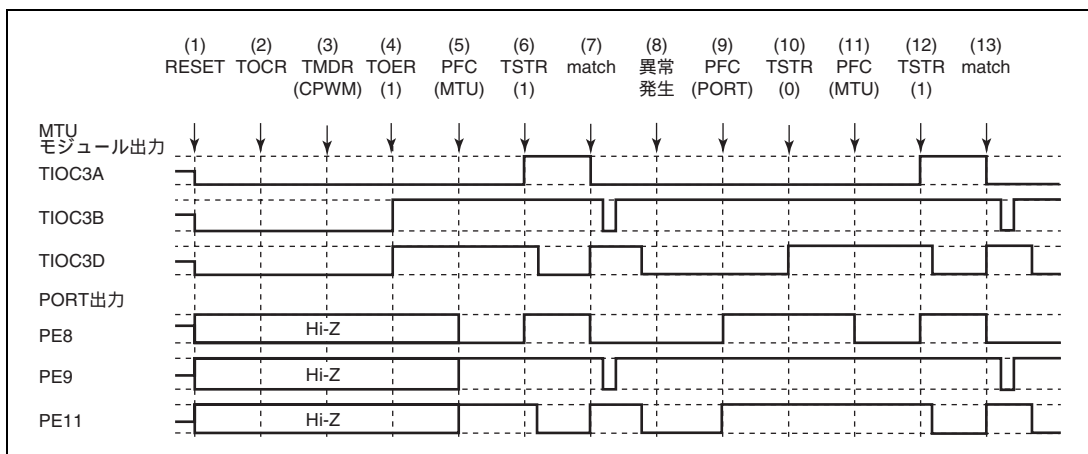 (1) (2) (3) (4) (5) (6) (7) (8) (9) (10) (11) (12) (13)
RESET TOCR TMDR TOER PFC TSTR match 異常 PFC TSTR PFC TSTR match
(CPWM) (1) (MTU) (1) 発生 (PORT) (0) (MTU) (1)
MTU
モジュール出力
TIOC3A
TIOC3B
TIOC3D
PORT出力
PE8 Hi-Z
PE9 Hi-Z
PE11 Hi-Z